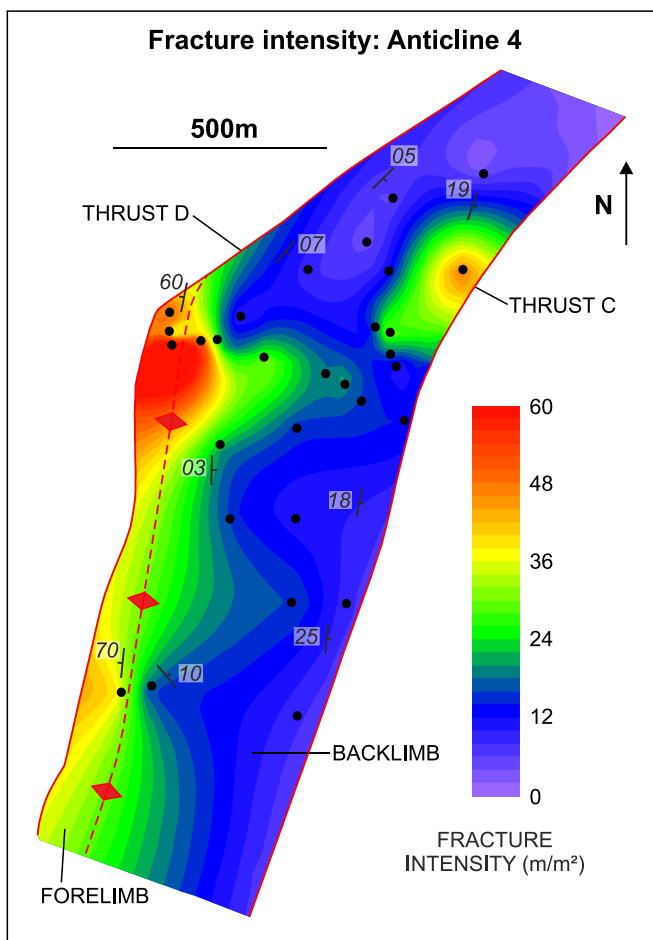 Fracture intensity: Anticline 4
500m
05
19
N
THRUST D
07
60
THRUST C
60
03
48
18
36
70
10
25
24
12
BACKLIMB
0
FRACTURE
INTENSITY (m/m²)
FORELIMB